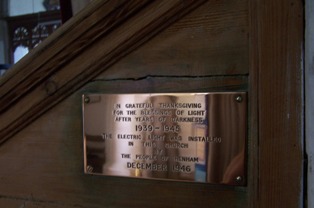 IN GRATEFUL THANKSGIVING
FOR THE BLESSINGS OF LIGHT
AFTER YEARS OF DARKNESS
1939 - 1945
THE ELECTRIC LIGHT WAS INSTALLED
IN THIS CHURCH
BY
THE PEOPLE OF
DECEMBER 1946